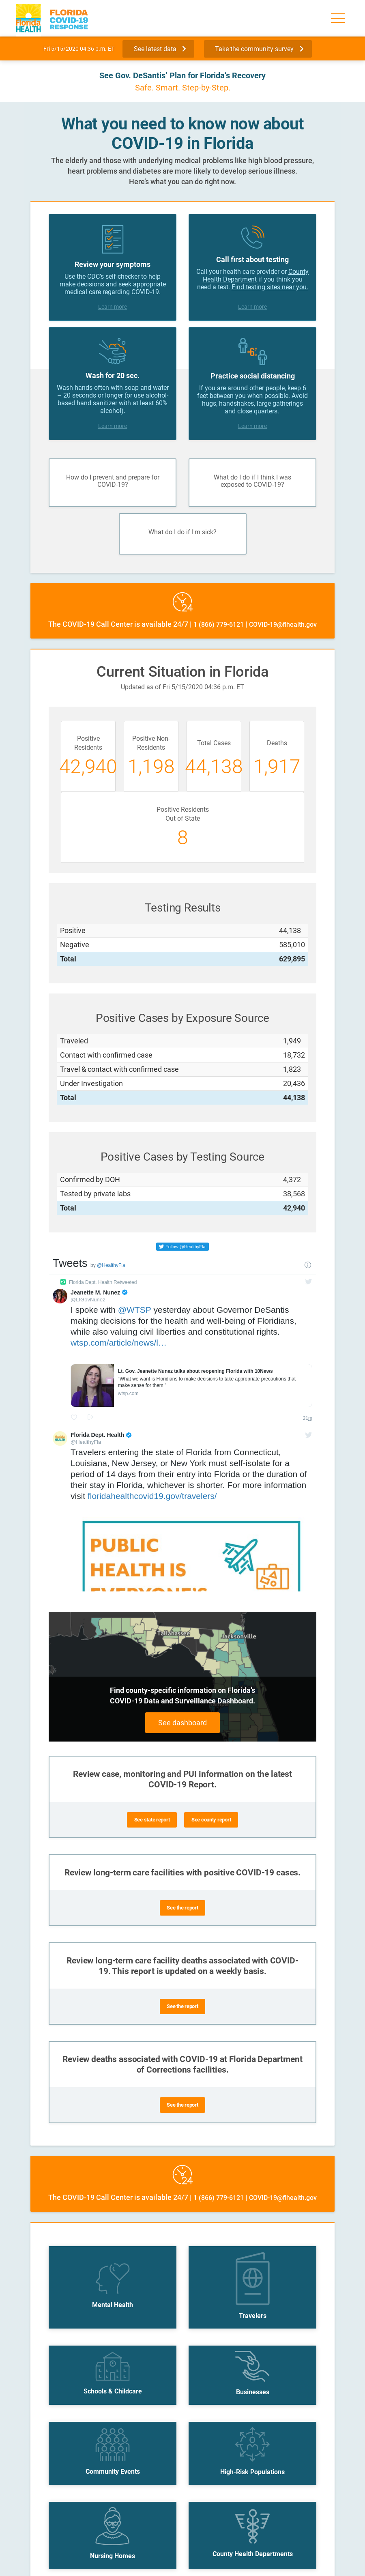 Florida
HEALTH
FLORIDA
COVID-19
RESPONSE
Fri 5/15/2020 04:36 p.m. ET
See latest data
Take the community survey
See Gov. DeSantis' Plan for Florida's Recovery
Safe. Smart. Step-by-Step.
What you need to know now about
COVID-19 in Florida
The elderly and those with underlying medical problems like high blood pressure,
heart problems and diabetes are more likely to develop serious illness.
Here's what you can do right now.
Review your symptoms
Use the CDC's self-checker to help
make decisions and seek appropriate
medical care regarding COVID-19.
Learn more
Call first about testing
Call your health care provider or County
Health Department if you think you
need a test. Find testing sites near you.
Learn more
Wash for 20 sec.
Wash hands often with soap and water
– 20 seconds or longer (or use alcohol-
based hand sanitizer with at least 60%
alcohol).
Learn more
6'
Practice social distancing
If you are around other people, keep 6
feet between you when possible. Avoid
hugs, handshakes, large gatherings
and close quarters.
Learn more
How do I prevent and prepare for
COVID-19?
What do I do if I think I was
exposed to COVID-19?
What do I do if I'm sick?
24
The COVID-19 Call Center is available 24/7 | 1 (866) 779-6121 | COVID-19@flhealth.gov
Current Situation in Florida
Updated as of Fri 5/15/2020 04:36 p.m. ET
Positive
Residents
42,940
Positive Non-
Residents
1,198
Total Cases
44,138
Deaths
1,917
Positive Residents
Out of State
8
Testing Results
Positive 44,138
Negative 585,010
Total 629,895
Positive Cases by Exposure Source
Traveled 1,949
Contact with confirmed case 18,732
Travel & contact with confirmed case 1,823
Under Investigation 20,436
Total 44,138
Positive Cases by Testing Source
Confirmed by DOH 4,372
Tested by private labs 38,568
Total 42,940
Follow @HealthyFla
Tweets by @HealthyFla
Florida Dept. Health Retweeted
Jeanette M. Nunez
@LtGovNunez
I spoke with @WTSP yesterday about Governor DeSantis
making decisions for the health and well-being of Floridians,
while also valuing civil liberties and constitutional rights.
wtsp.com/article/news/l…
Lt. Gov. Jeanette Nunez talks about reopening Florida with 10News
"What we want is Floridians to make decisions to take appropriate precautions that
make sense for them."
wtsp.com
21m
Florida Dept. Health
@HealthyFla
Travelers entering the state of Florida from Connecticut,
Louisiana, New Jersey, or New York must self-isolate for a
period of 14 days from their entry into Florida or the duration of
their stay in Florida, whichever is shorter. For more information
visit floridahealthcovid19.gov/travelers/
PUBLIC
HEALTH IS
EVERYONE'S
Tallahassee
Jacksonville
Find county-specific information on Florida's
COVID-19 Data and Surveillance Dashboard.
See dashboard
Review case, monitoring and PUI information on the latest
COVID-19 Report.
See state report
See county report
Review long-term care facilities with positive COVID-19 cases.
See the report
Review long-term care facility deaths associated with COVID-
19. This report is updated on a weekly basis.
See the report
Review deaths associated with COVID-19 at Florida Department
of Corrections facilities.
See the report
24
The COVID-19 Call Center is available 24/7 | 1 (866) 779-6121 | COVID-19@flhealth.gov
Mental Health
Travelers
Schools & Childcare
Businesses
Community Events
High-Risk Populations
Nursing Homes
County Health Departments